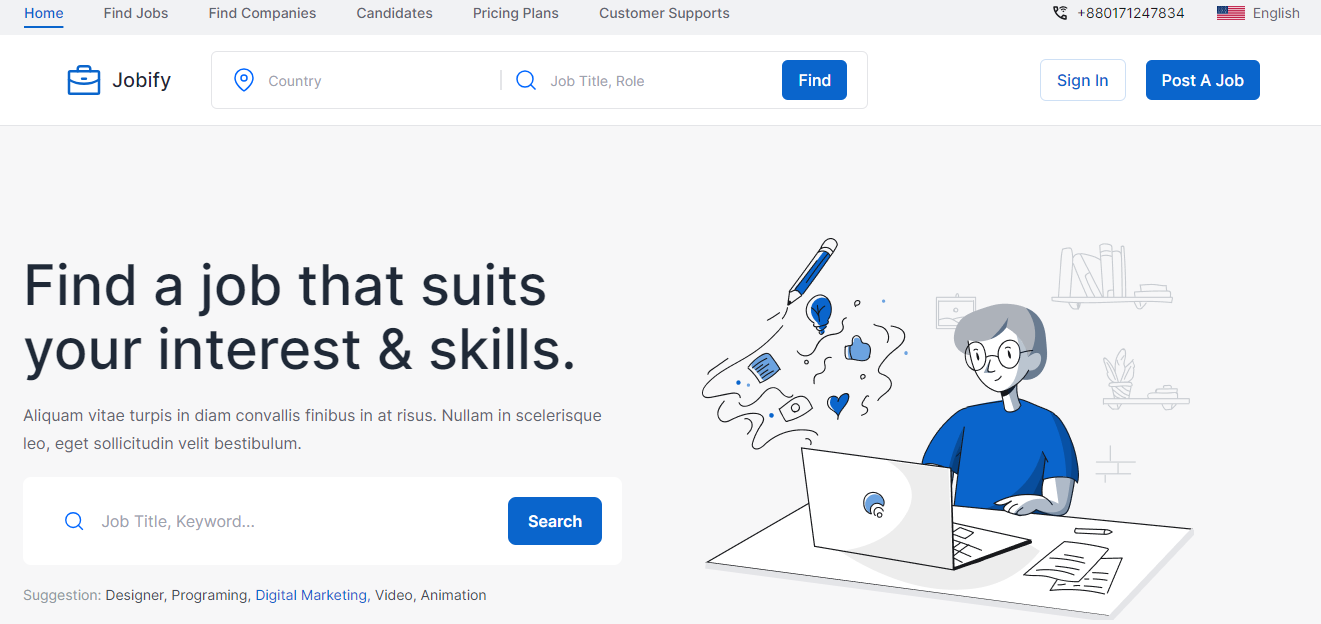 Home Find Jobs Find Companies Candidates Pricing Plans Customer Supports +880171247834 English
Jobify Country Job Title, Role Find Sign In Post A Job
Find a job that suits
your interest & skills.
Aliquam vitae turpis in diam convallis finibus in at risus. Nullam in scelerisque
leo, eget sollicitudin velit bestibulum.
Job Title, Keyword... Search
Suggestion: Designer, Programing, Digital Marketing, Video, Animation